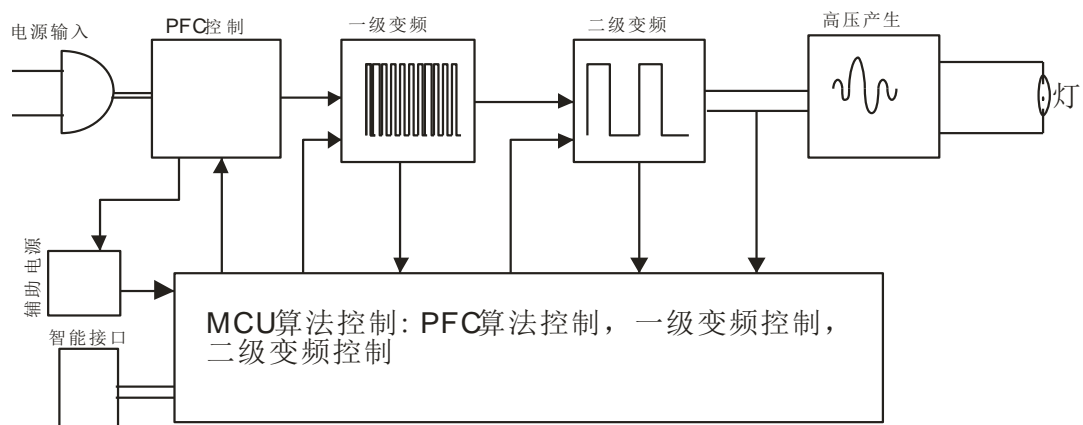 电源输入
PFC控制
一级变频
二级变频
高压产生
灯
辅助电源
智能接口
MCU算法控制: PFC算法控制，一级变频控制，
二级变频控制